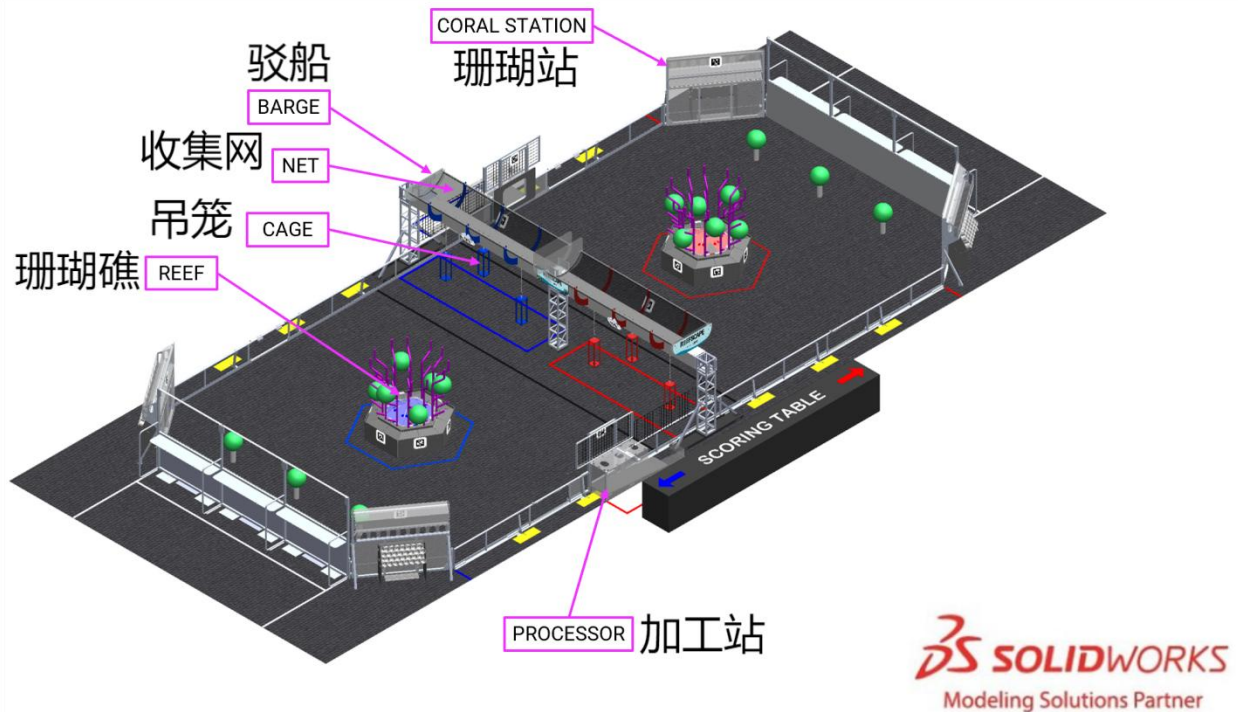 CORAL STATION
珊瑚站
驳船
BARGE
收集网
NET
吊笼
CAGE
珊瑚礁
REEF
SCORING TABLE
PROCESSOR
加工站
3S SOLIDWORKS
Modeling Solutions Partner